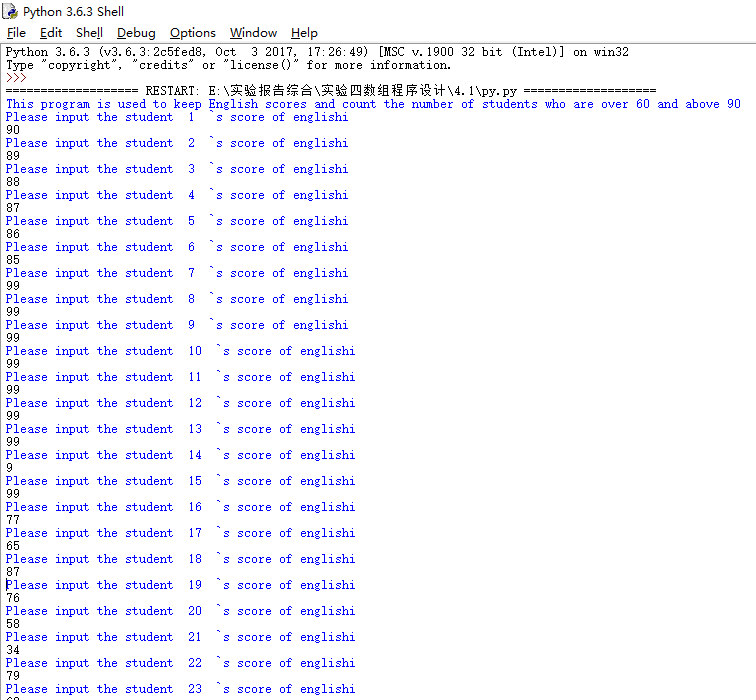 Python 3.6.3 Shell
File Edit Shell Debug Options Window Help
Python 3.6.3 (v3.6.3:2c5fed8, Oct  3 2017, 17:26:49) [MSC v.1900 32 bit (Intel)] on win32
Type "copyright", "credits" or "license()" for more information.
>>>
=================== RESTART: E:\实验报告综合\实验四数组程序设计\4.1\py.py ===================
This program is used to keep English scores and count the number of students who are over 60 and above 90
Please input the student  1  `s score of englishi
90
Please input the student  2  `s score of englishi
89
Please input the student  3  `s score of englishi
88
Please input the student  4  `s score of englishi
87
Please input the student  5  `s score of englishi
86
Please input the student  6  `s score of englishi
85
Please input the student  7  `s score of englishi
99
Please input the student  8  `s score of englishi
99
Please input the student  9  `s score of englishi
99
Please input the student  10  `s score of englishi
99
Please input the student  11  `s score of englishi
99
Please input the student  12  `s score of englishi
99
Please input the student  13  `s score of englishi
99
Please input the student  14  `s score of englishi
9
Please input the student  15  `s score of englishi
99
Please input the student  16  `s score of englishi
77
Please input the student  17  `s score of englishi
65
Please input the student  18  `s score of englishi
87
Please input the student  19  `s score of englishi
76
Please input the student  20  `s score of englishi
58
Please input the student  21  `s score of englishi
34
Please input the student  22  `s score of englishi
79
Please input the student  23  `s score of englishi